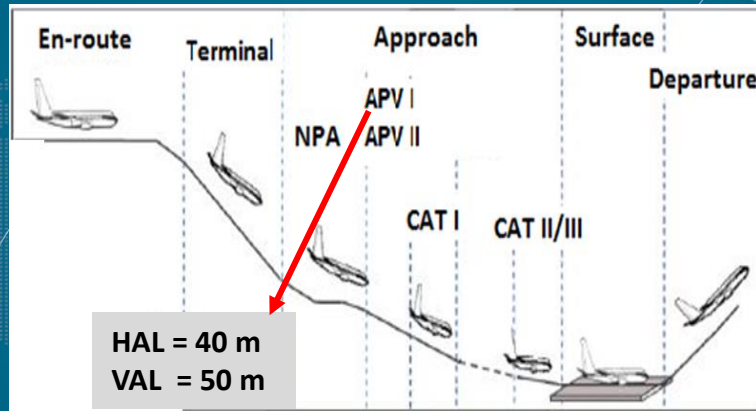 En-route
Terminal
Approach
Surface
Departure
APV I
NPA
APV II
CAT I
CAT II/III
HAL = 40 m
VAL = 50 m